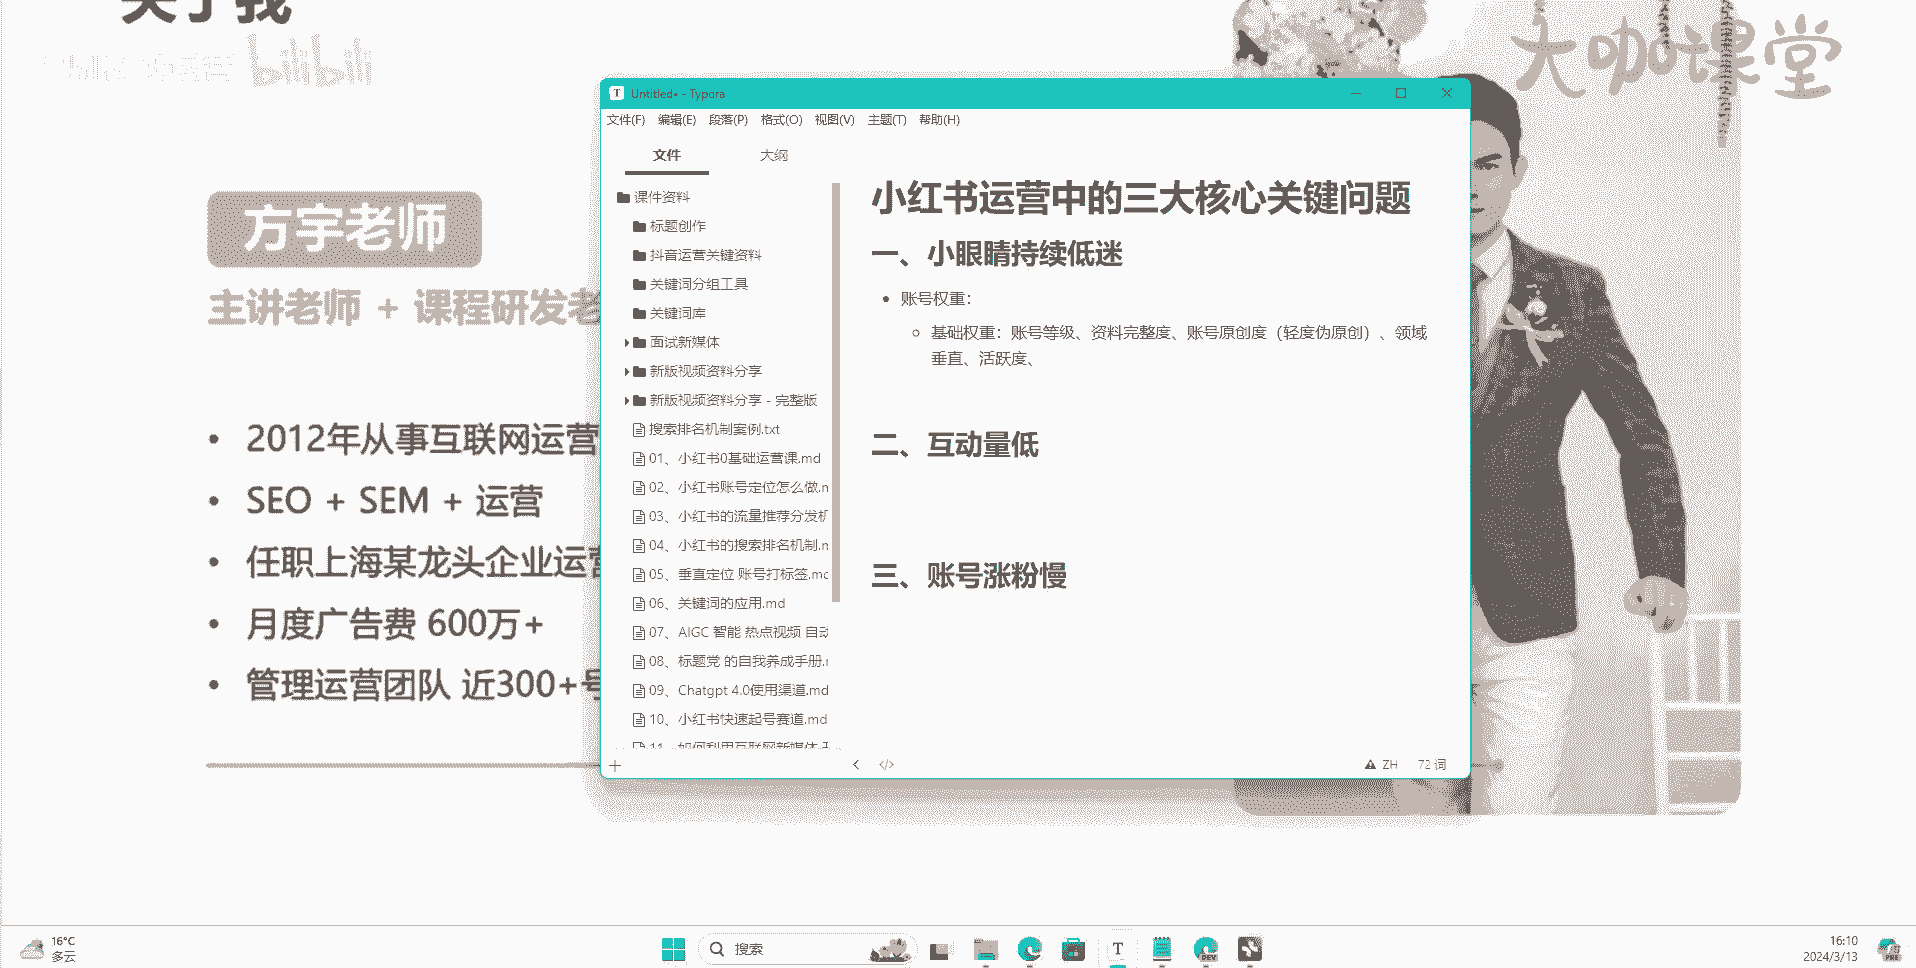 关于我
bilibili
大咖课堂
方宇老师
主讲老师 + 课程研发老
2012年从事互联网运营
SEO + SEM + 运营
任职上海某龙头企业运营
月度广告费 600万+
管理运营团队 近300+号
Untitled• - Typora
文件(F) 编辑(E) 段落(P) 格式(O) 视图(V) 主题(T) 帮助(H)
文件 大纲
课件资料
标题创作
抖音运营关键资料
关键词分组工具
关键词库
面试新媒体
新版视频资料分享
新版视频资料分享 - 完整版
搜索排名机制案例.txt
01、小红书0基础运营课.md
02、小红书账号定位怎么做.m
03、小红书的流量推荐分发机
04、小红书的搜索排名机制.m
05、垂直定位 账号打标签.mc
06、关键词的应用.md
07、AIGC 智能 热点视频 自动
08、标题党 的自我养成手册.r
09、Chatgpt 4.0使用渠道.md
10、小红书快速起号赛道.md
11、如何利用互联网新媒体
小红书运营中的三大核心关键问题
一、小眼睛持续低迷
账号权重：
基础权重：账号等级、资料完整度、账号原创度（轻度伪原创）、领域
垂直、活跃度、
二、互动量低
三、账号涨粉慢
ZH 72 词
16°C
多云
搜索
DEV
16:10
2024/3/13
PRE